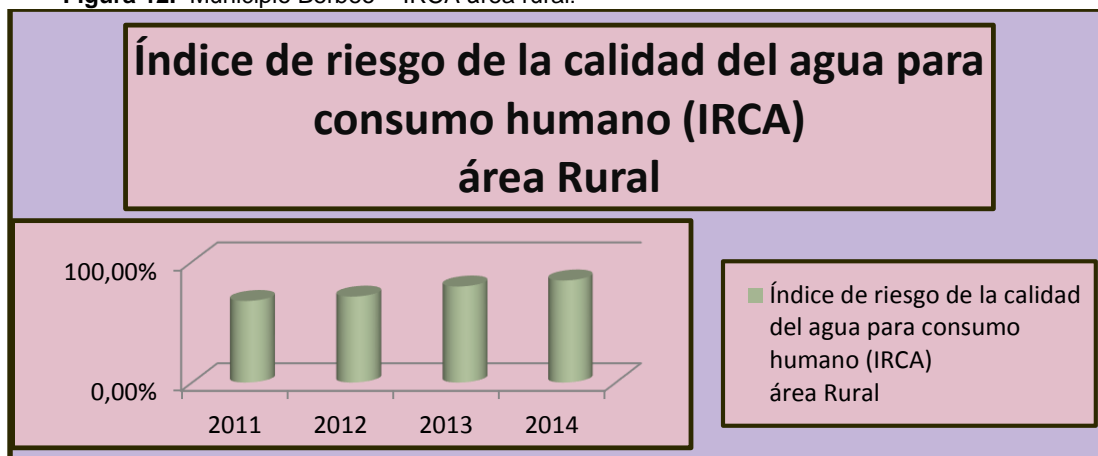 Índice de riesgo de la calidad del agua para
consumo humano (IRCA)
área Rural
100,00%
0,00%
2011 2012 2013 2014
Índice de riesgo de la calidad
del agua para consumo
humano (IRCA)
área Rural